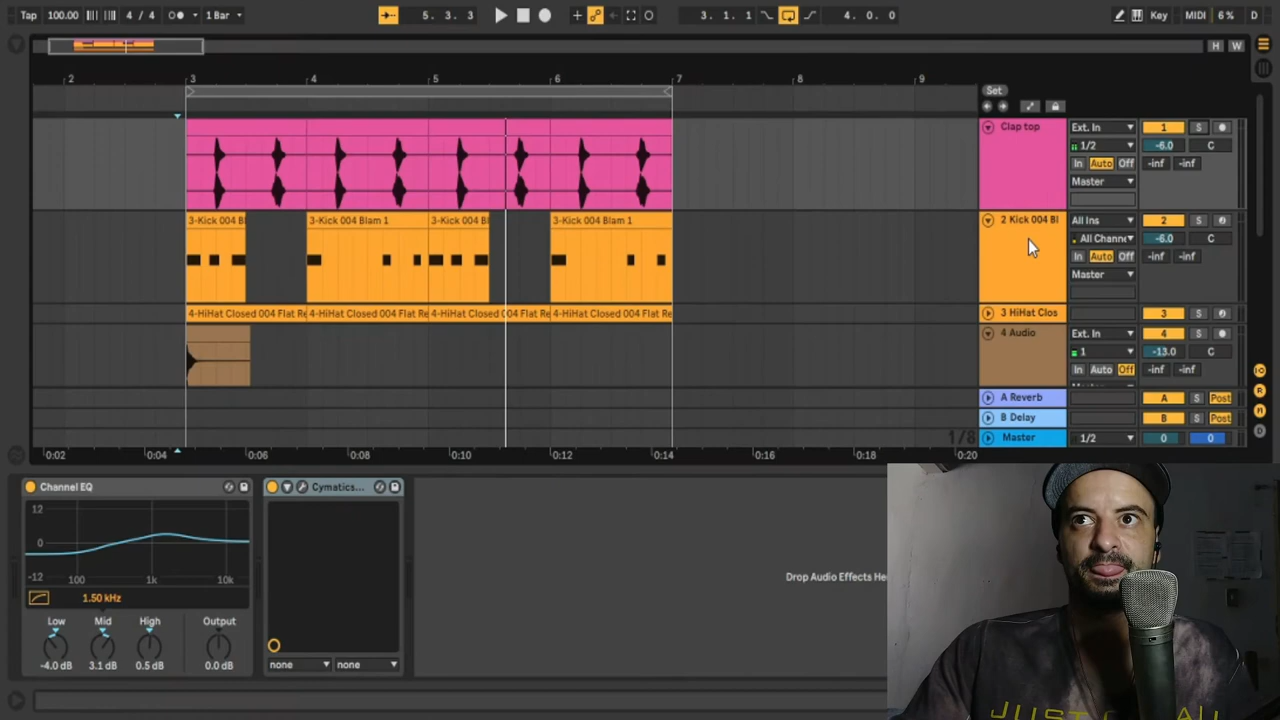 Tap 100.00 4 / 4 1 Bar 5. 3. 3 3. 1. 1 4. 0. 0 Key MIDI 6 % D
H W
2 3 4 5 6 7 8 9
Set
Clap top Ext. In 1 S
1/2 -6.0 C
In Auto Off -inf -inf
Master
3-Kick 004 Bl 3-Kick 004 Blam 1 3-Kick 004 Bl 3-Kick 004 Blam 1 2 Kick 004 Bl All Ins 2 S
All Channe -6.0 C
In Auto Off -inf -inf
Master
4-HiHat Closed 004 Flat Re 4-HiHat Closed 004 Flat Re 4-HiHat Closed 004 Flat Re 4-HiHat Closed 004 Flat Re 3 HiHat Clos 3 S
4 Audio Ext. In 4 S
1 -13.0 C
In Auto Off -inf -inf
A Reverb A S Post
B Delay B S Post
1/8 Master 1/2 0 0
0:02 0:04 0:06 0:08 0:10 0:12 0:14 0:16 0:18 0:20
Channel EQ Cymatics...
12
0
-12 100 1k 10k
1.50 kHz
Drop Audio Effects He
Low Mid High Output
-4.0 dB 3.1 dB 0.5 dB 0.0 dB none none